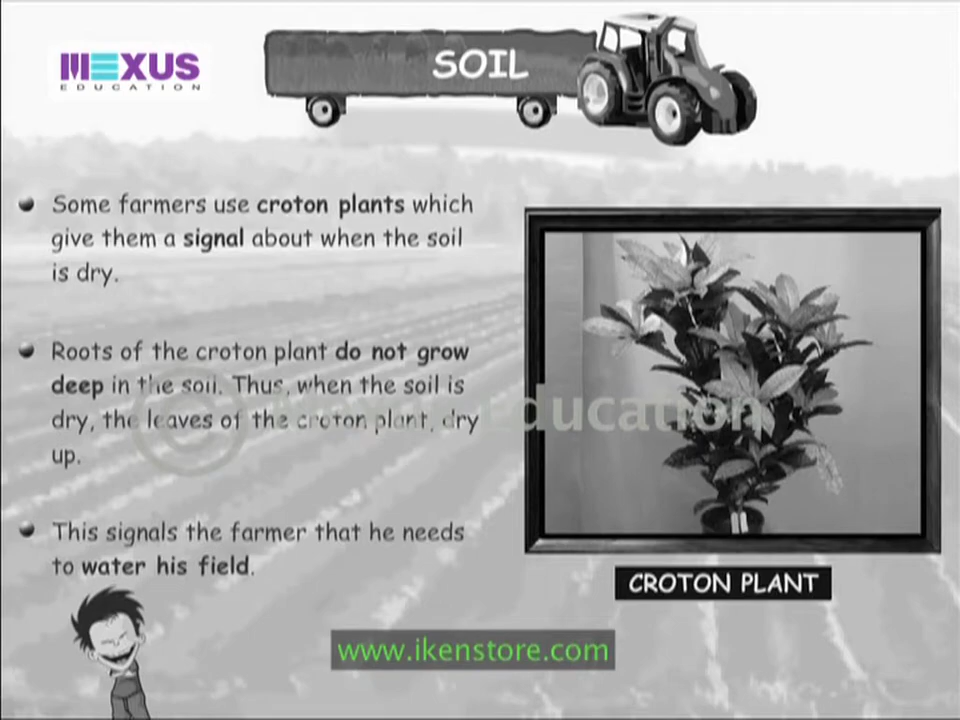 MEXUS
EDUCATION
SOIL
Some farmers use croton plants which
give them a signal about when the soil
is dry.
Roots of the croton plant do not grow
deep in the soil. Thus, when the soil is
dry, the leaves of the croton plant, dry
up.
This signals the farmer that he needs
to water his field.
© Education
CROTON PLANT
www.ikenstore.com